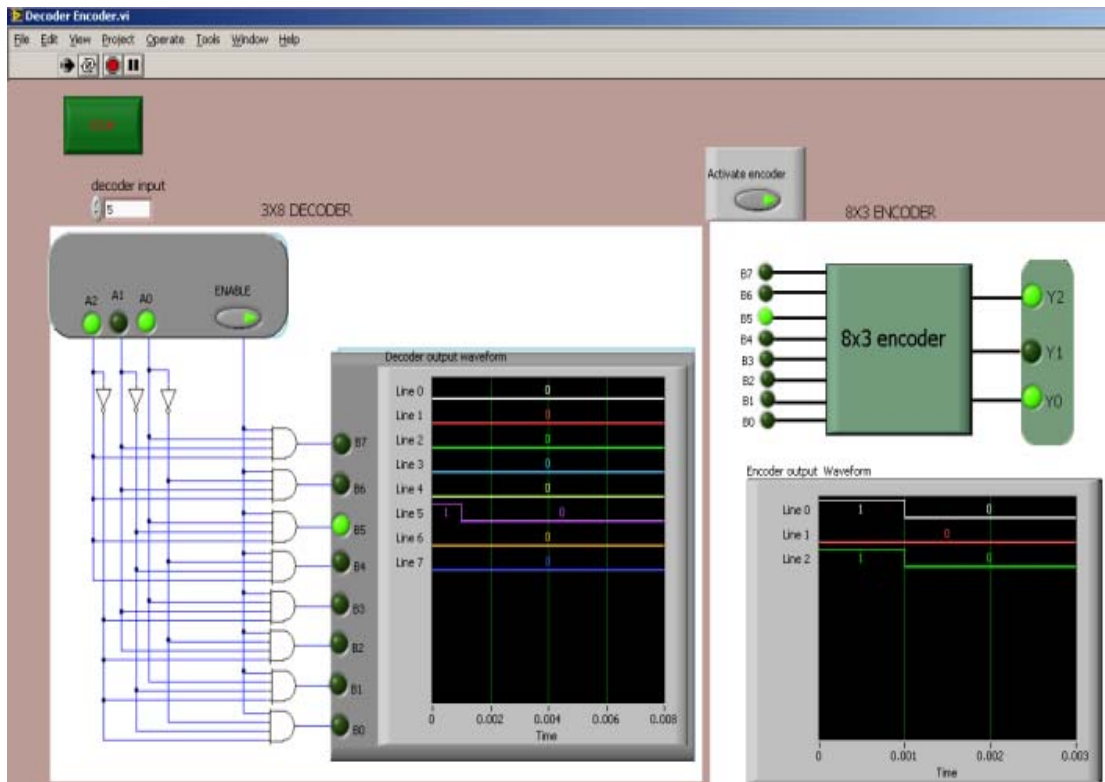 Decoder Encoder.vi
File Edit View Project Operate Tools Window Help
decoder input
5
3X8 DECODER
A2 A1 A0 ENABLE
Decoder output waveform
Line 0 0
Line 1 0
Line 2 0
Line 3 0
Line 4 0
Line 5 1 0
Line 6 0
Line 7 0
B7
B6
B5
B4
B3
B2
B1
B0
0 0.002 0.004 0.006 0.008
Time
Activate encoder
8X3 ENCODER
B7
B6
B5
B4
B3
B2
B1
B0
8x3 encoder
Y2
Y1
Y0
Encoder output Waveform
Line 0 1 0
Line 1 0
Line 2 1 0
0 0.001 0.002 0.003
Time